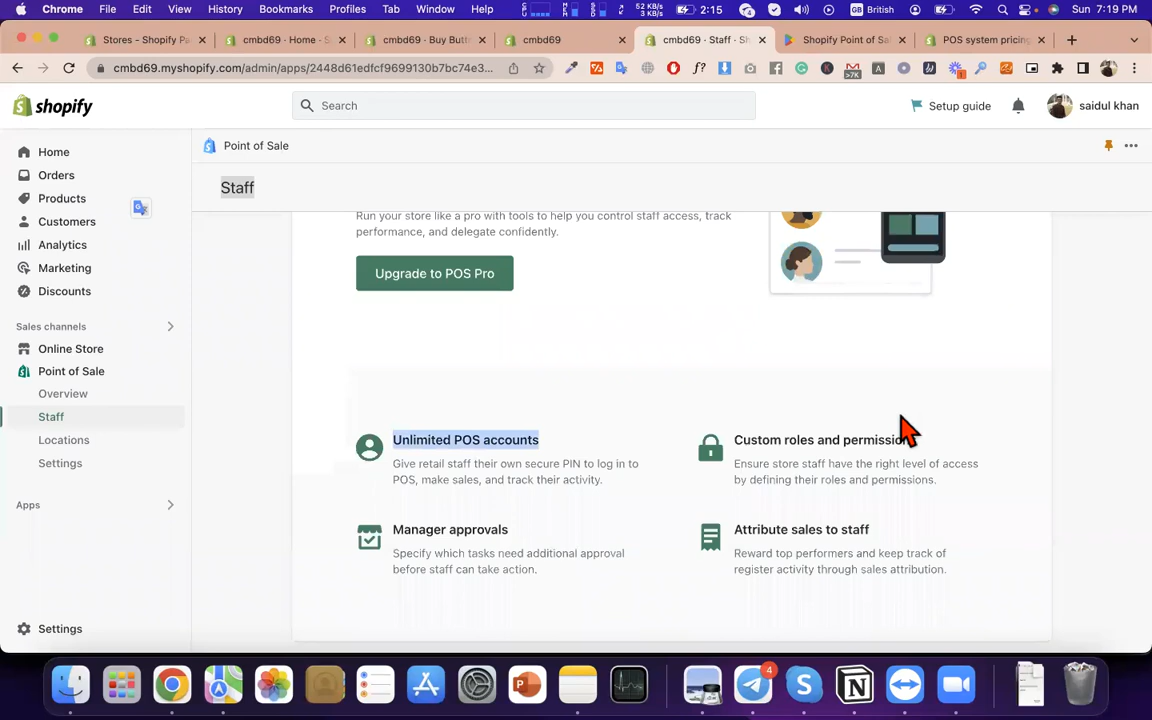 Chrome File Edit View History Bookmarks Profiles Tab Window Help 52 KB/s 3 KB/s 2:15 British Sun 7:19 PM
Stores - Shopify Pa cmbd69 · Home · S cmbd69 · Buy Butt cmbd69 cmbd69 · Staff · Sh Shopify Point of Sa POS system pricing
cmbd69.myshopify.com/admin/apps/2448d61edfcf9699130b7bc74e3...
shopify Search Setup guide saidul khan
Home
Orders
Products
Customers
Analytics
Marketing
Discounts
Sales channels
Online Store
Point of Sale
Overview
Staff
Locations
Settings
Apps
Settings
Point of Sale
Staff
Run your store like a pro with tools to help you control staff access, track
performance, and delegate confidently.
Upgrade to POS Pro
Unlimited POS accounts
Give retail staff their own secure PIN to log in to
POS, make sales, and track their activity.
Custom roles and permission
Ensure store staff have the right level of access
by defining their roles and permissions.
Manager approvals
Specify which tasks need additional approval
before staff can take action.
Attribute sales to staff
Reward top performers and keep track of
register activity through sales attribution.
4